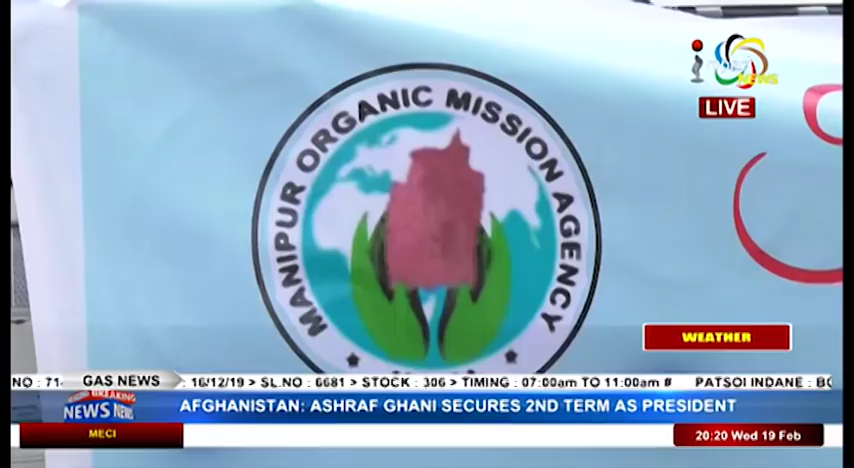 NEWS
LIVE
MANIPUR ORGANIC MISSION AGENCY
WEATHER
GAS NEWS
NO : 71
16/12/19 > SL.NO : 6681 > STOCK : 306 > TIMING : 07:00am TO 11:00am # PATSOI INDANE :
BREAKING
NEWS NEWS
AFGHANISTAN: ASHRAF GHANI SECURES 2ND TERM AS PRESIDENT
MECI
20:20 Wed 19 Feb